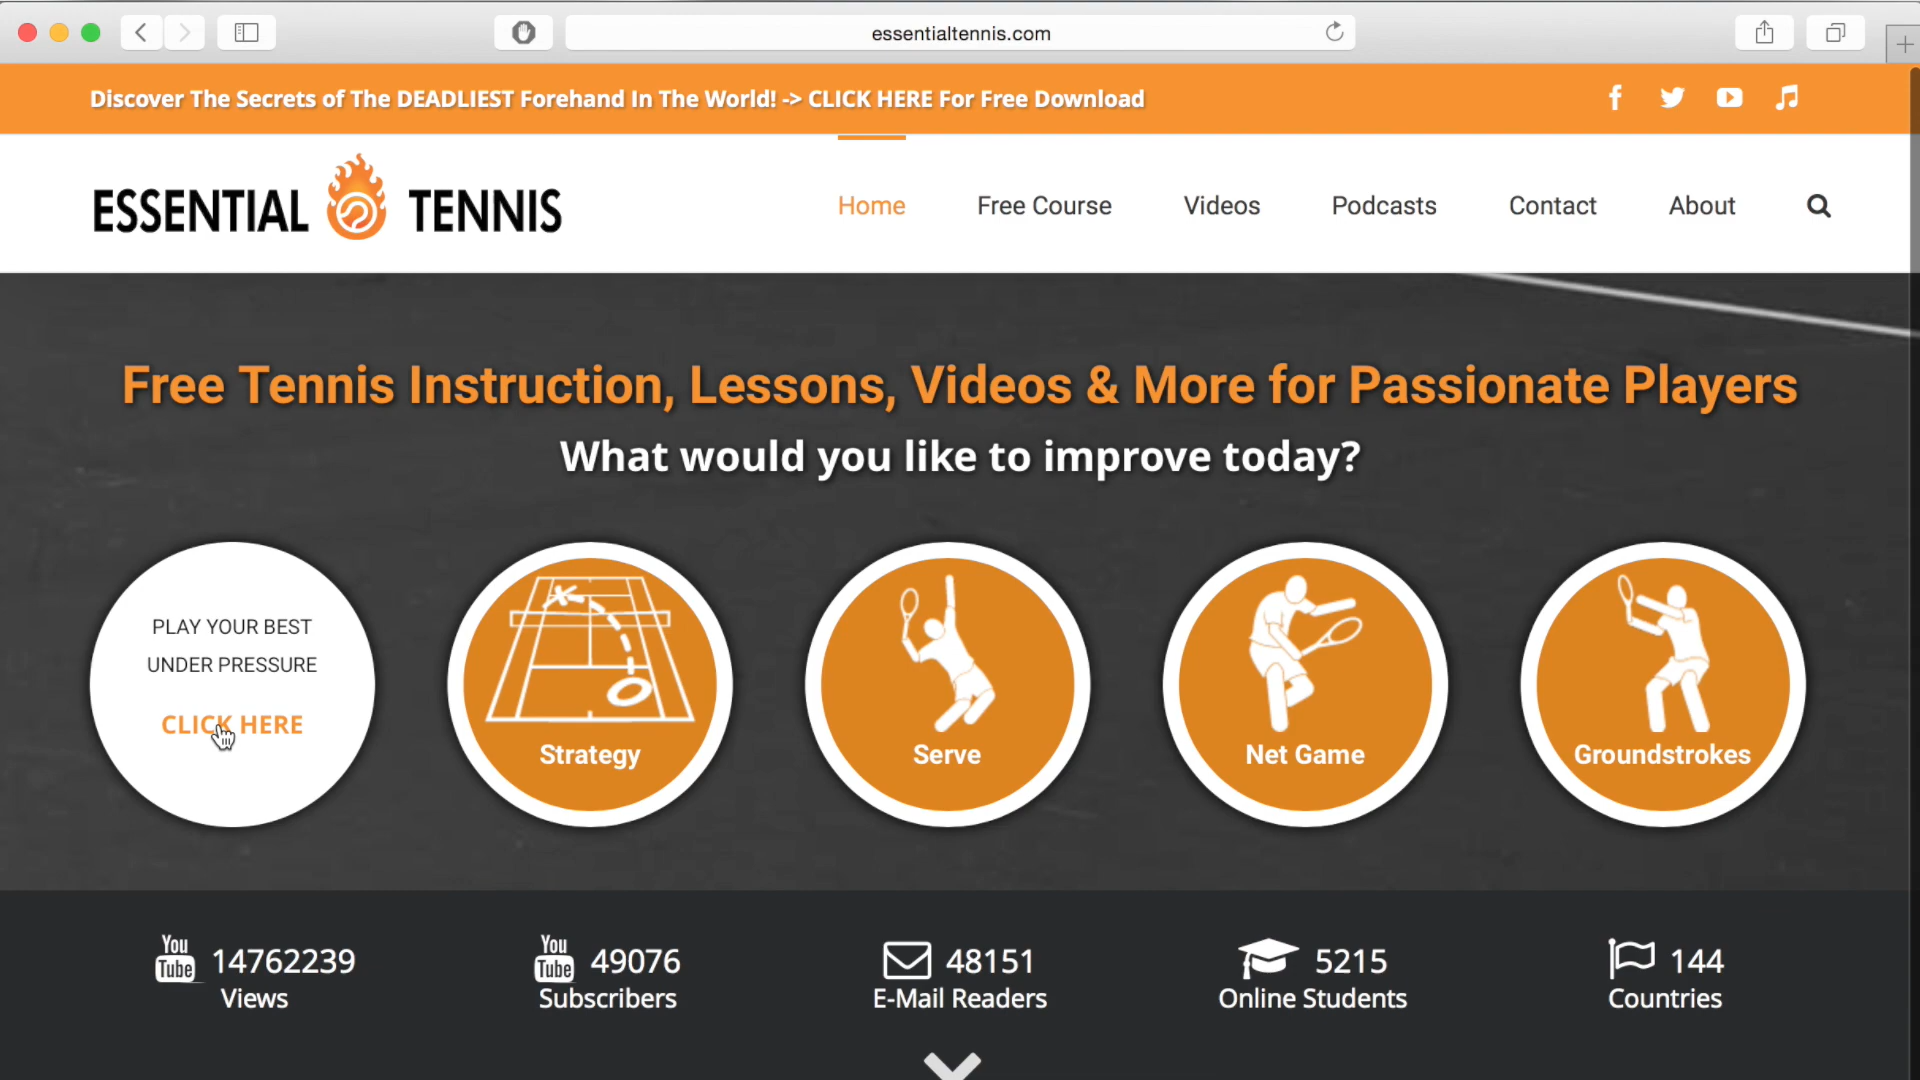 essentialtennis.com
Discover The Secrets of The DEADLIEST Forehand In The World! -> CLICK HERE For Free Download
ESSENTIAL TENNIS
Home Free Course Videos Podcasts Contact About
Free Tennis Instruction, Lessons, Videos & More for Passionate Players
What would you like to improve today?
PLAY YOUR BEST
UNDER PRESSURE
CLICK HERE
Strategy
Serve
Net Game
Groundstrokes
You Tube 14762239
Views
You Tube 49076
Subscribers
48151
E-Mail Readers
5215
Online Students
144
Countries